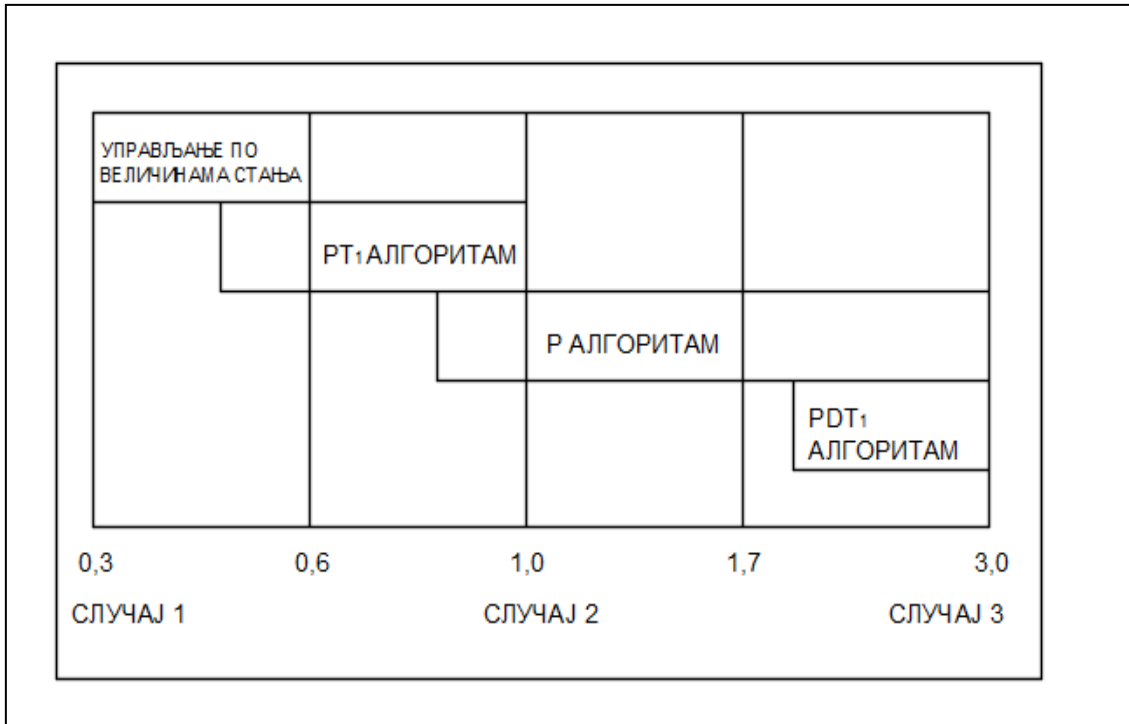 УПРАВЉАЊЕ ПО
ВЕЛИЧИНАМА СТАЊА
PT₁ АЛГОРИТАМ
P АЛГОРИТАМ
PDT₁
АЛГОРИТАМ
0,3 0,6 1,0 1,7 3,0
СЛУЧАЈ 1 СЛУЧАЈ 2 СЛУЧАЈ 3